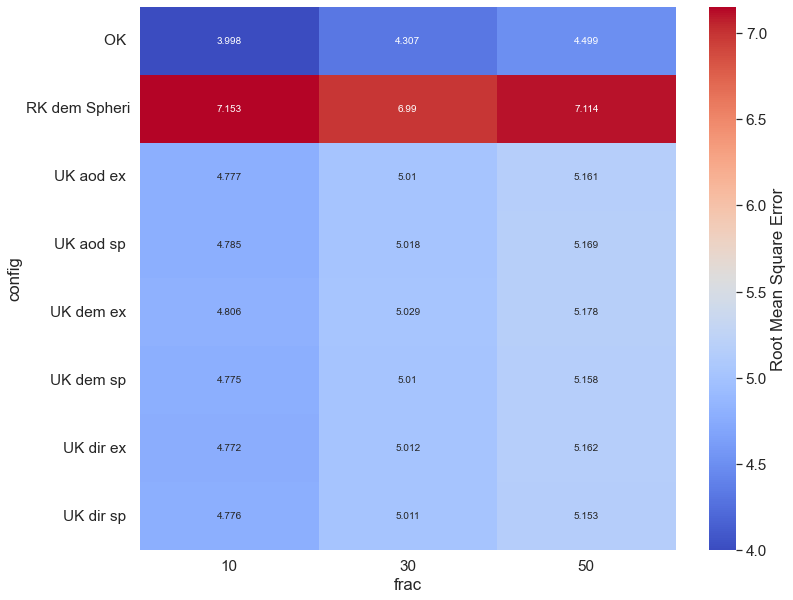 config
OK 3.998 4.307 4.499
RK dem Spheri 7.153 6.99 7.114
UK aod ex 4.777 5.01 5.161
UK aod sp 4.785 5.018 5.169
UK dem ex 4.806 5.029 5.178
UK dem sp 4.775 5.01 5.158
UK dir ex 4.772 5.012 5.162
UK dir sp 4.776 5.011 5.153
10 30 50
frac
7.0
6.5
6.0
5.5
5.0
4.5
4.0
Root Mean Square Error